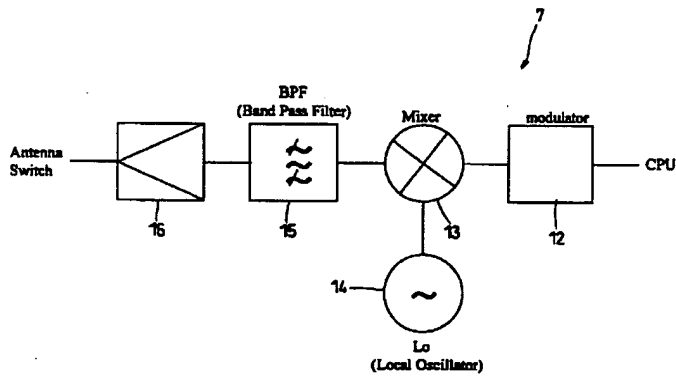 7
BPF
(Band Pass Filter)
Mixer
modulator
Antenna
Switch
CPU
16
15
13
12
14
~
Lo
(Local Oscillator)